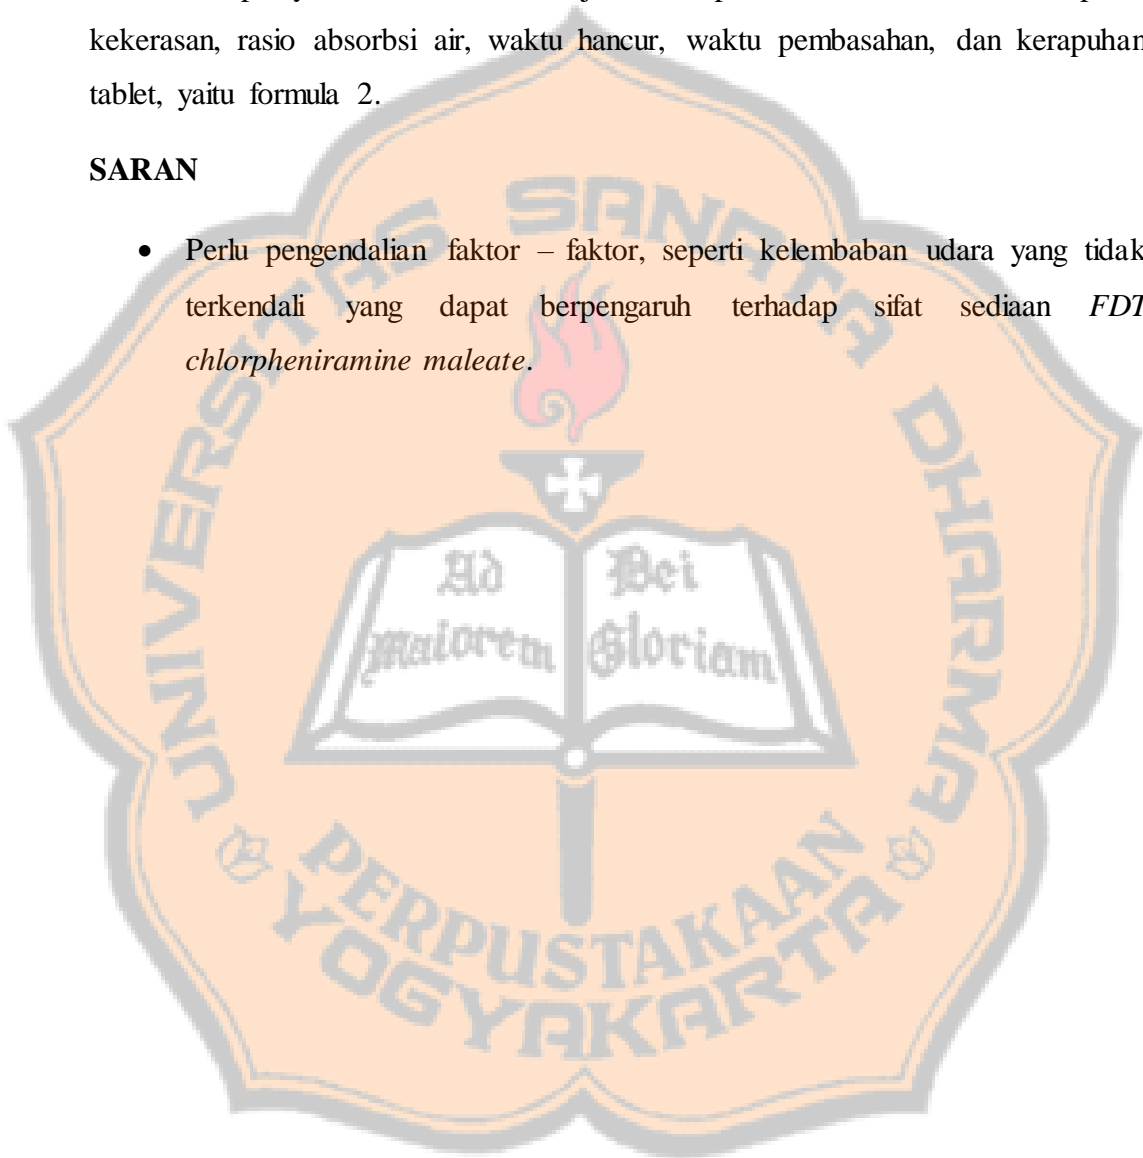 kekerasan, rasio absorbsi air, waktu hancur, waktu pembasahan, dan kerapuhan
tablet, yaitu formula 2.
SARAN
• Perlu pengendalian faktor – faktor, seperti kelembaban udara yang tidak
terkendali yang dapat berpengaruh terhadap sifat sediaan FDT
chlorpheniramine maleate.
UNIVERSITAS SANATA DHARMA
Ad Dei
maiorem Gloriam
PERPUSTAKAAN
YOGYAKARTA